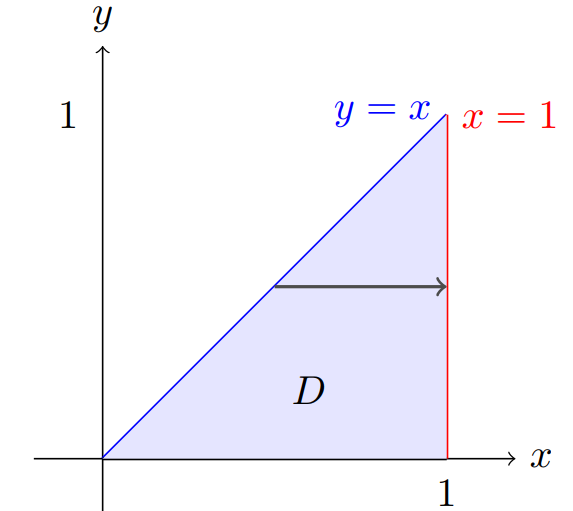 y
1
y = x
x = 1
D
x
1